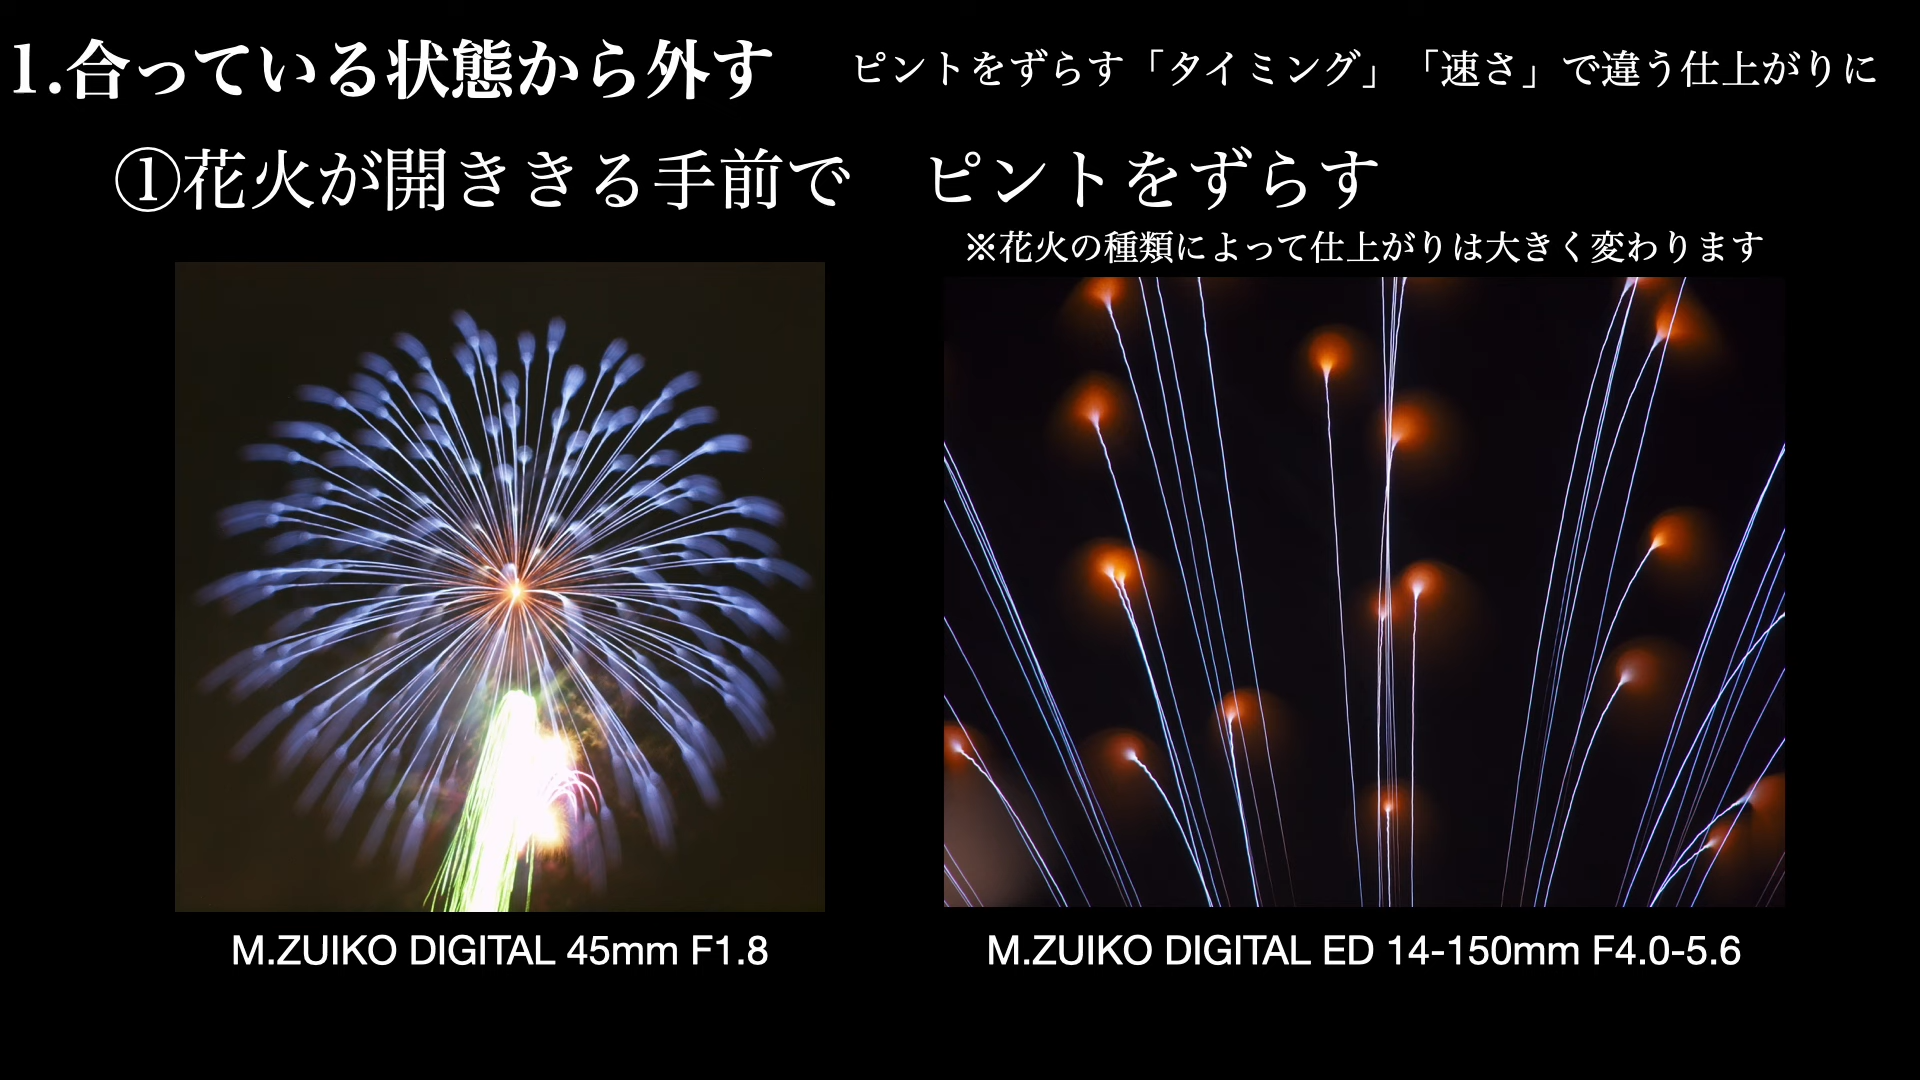 1.合っている状態から外す
ピントをずらす「タイミング」「速さ」で違う仕上がりに
①花火が開ききる手前で　ピントをずらす
※花火の種類によって仕上がりは大きく変わります
M.ZUIKO DIGITAL 45mm F1.8
M.ZUIKO DIGITAL ED 14-150mm F4.0-5.6